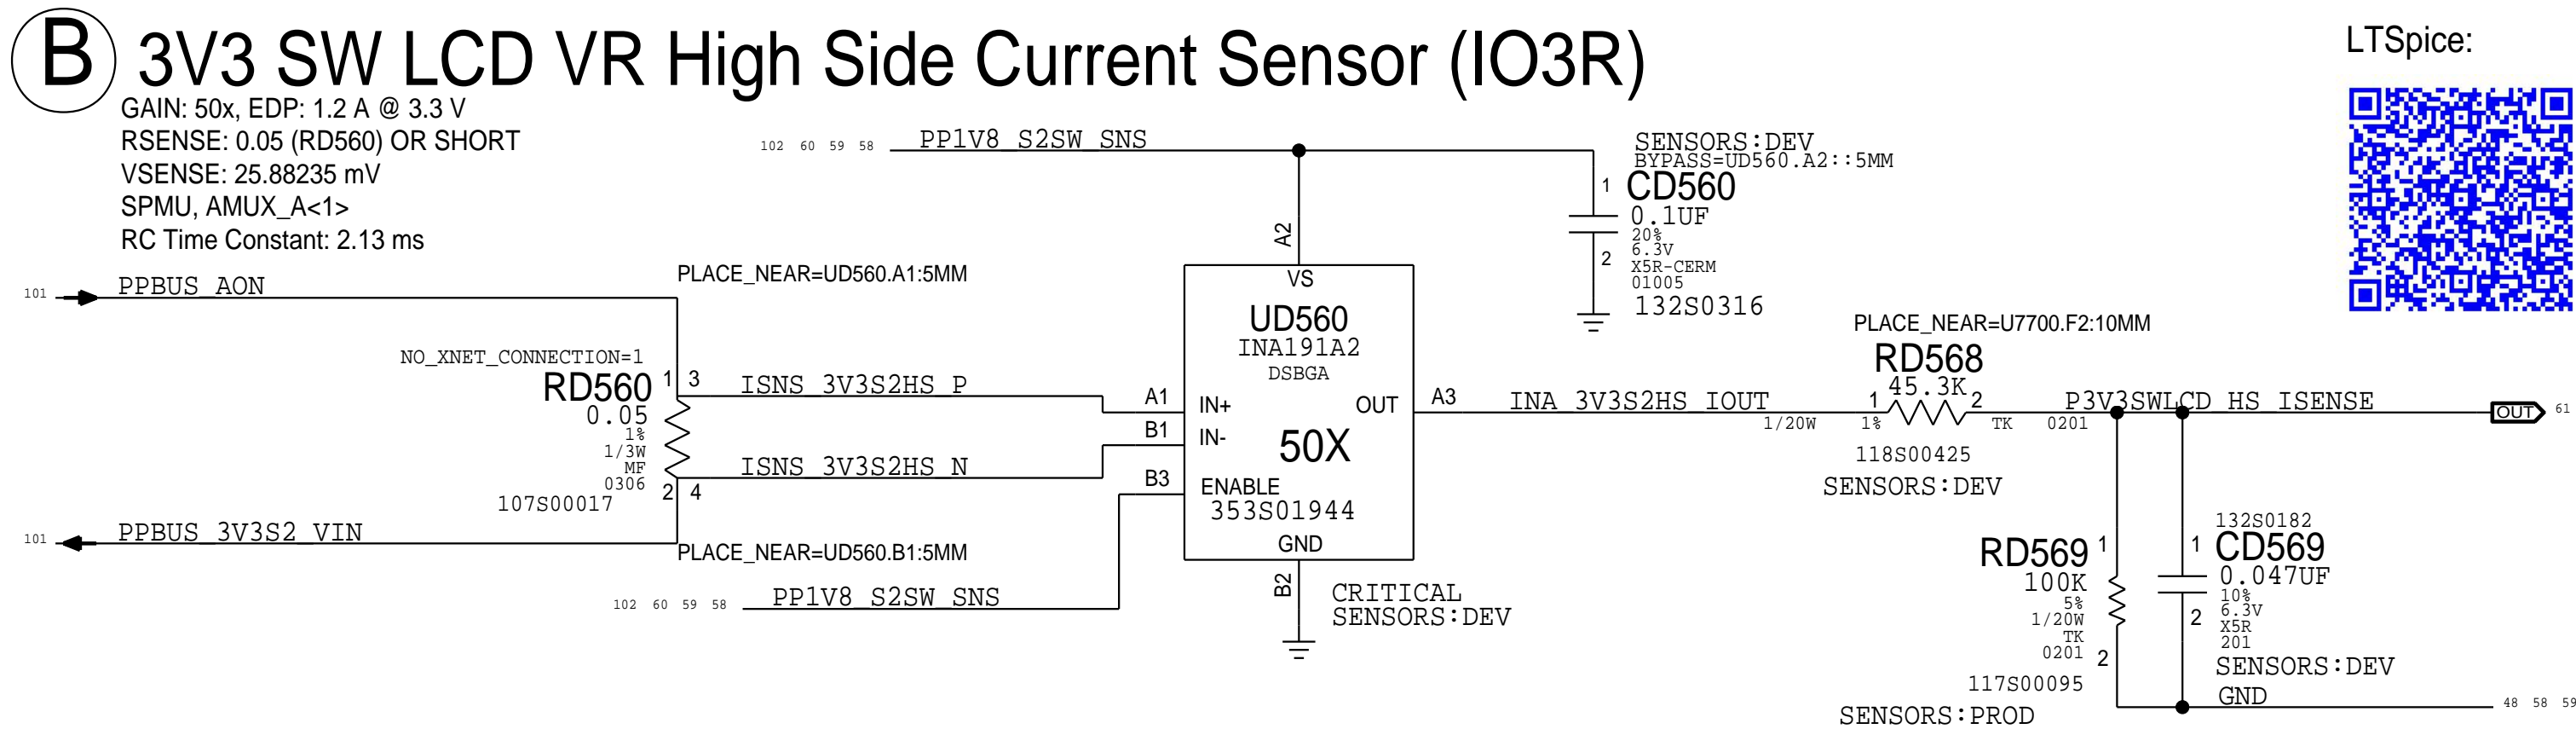 B 3V3 SW LCD VR High Side Current Sensor (IO3R)
LTSpice:
GAIN: 50x, EDP: 1.2 A @ 3.3 V
RSENSE: 0.05 (RD560) OR SHORT
VSENSE: 25.88235 mV
SPMU, AMUX_A<1>
RC Time Constant: 2.13 ms
102 60 59 58
PP1V8_S2SW_SNS
SENSORS:DEV
BYPASS=UD560.A2::5MM
1
CD560
0.1UF
20%
6.3V
2
X5R-CERM
01005
132S0316
A2
101
PPBUS_AON
PLACE_NEAR=UD560.A1:5MM
NO_XNET_CONNECTION=1
RD560
1 3
0.05
1%
1/3W
MF
0306
2 4
107S00017
ISNS_3V3S2HS_P
ISNS_3V3S2HS_N
101
PPBUS_3V3S2_VIN
PLACE_NEAR=UD560.B1:5MM
102 60 59 58
PP1V8_S2SW_SNS
VS
UD560
INA191A2
DSBGA
A1
IN+
OUT
A3
B1
IN-
50X
B3
ENABLE
353S01944
GND
B2
CRITICAL
SENSORS:DEV
INA_3V3S2HS_IOUT
PLACE_NEAR=U7700.F2:10MM
RD568
45.3K
1 2
1/20W
1%
TK
0201
118S00425
SENSORS:DEV
P3V3SWLCD_HS_ISENSE
OUT
61
RD569
1
100K
5%
1/20W
TK
0201
2
117S00095
SENSORS:PROD
132S0182
1
CD569
0.047UF
10%
6.3V
2
X5R
201
SENSORS:DEV
GND
48 58 59